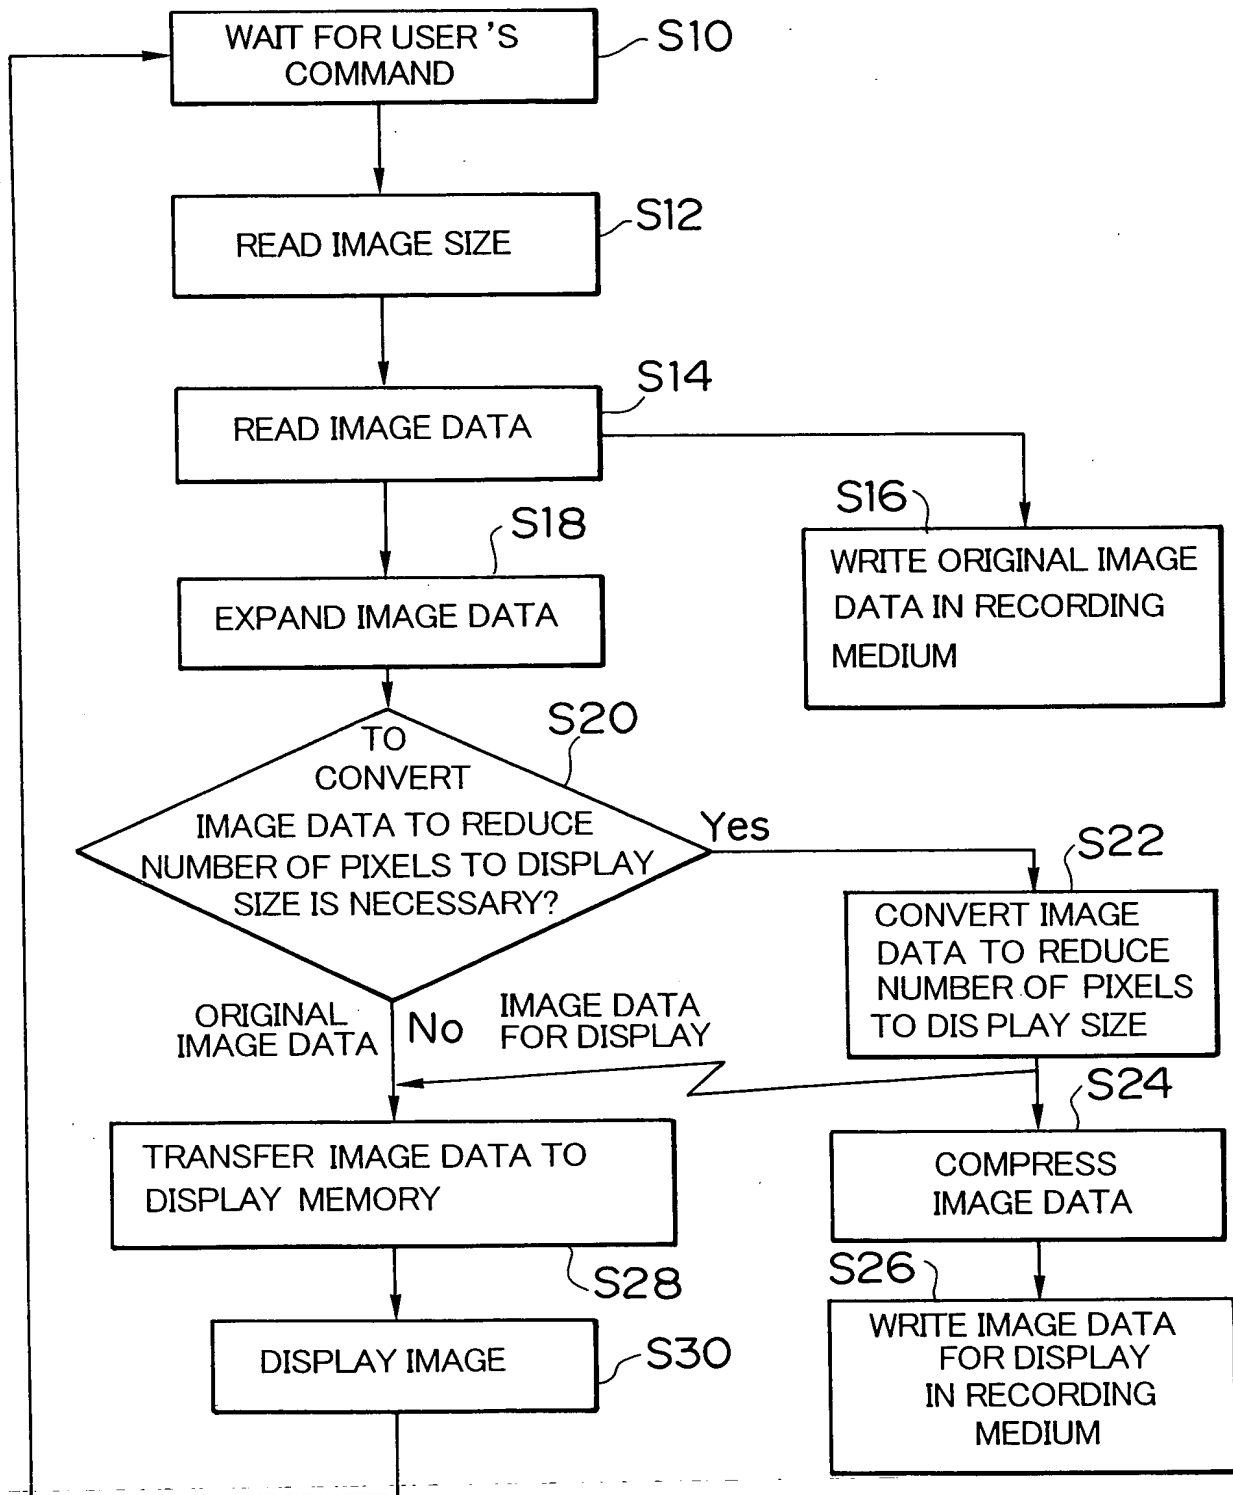 WAIT FOR USER'S
COMMAND
S10
READ IMAGE SIZE
S12
READ IMAGE DATA
S14
S16
WRITE ORIGINAL IMAGE
DATA IN RECORDING
MEDIUM
S18
EXPAND IMAGE DATA
S20
TO
CONVERT
IMAGE DATA TO REDUCE
NUMBER OF PIXELS TO DISPLAY
SIZE IS NECESSARY?
Yes
S22
CONVERT IMAGE
DATA TO REDUCE
NUMBER OF PIXELS
TO DISPLAY SIZE
ORIGINAL
IMAGE DATA
No
IMAGE DATA
FOR DISPLAY
S24
COMPRESS
IMAGE DATA
TRANSFER IMAGE DATA TO
DISPLAY MEMORY
S28
S26
WRITE IMAGE DATA
FOR DISPLAY
IN RECORDING
MEDIUM
DISPLAY IMAGE
S30